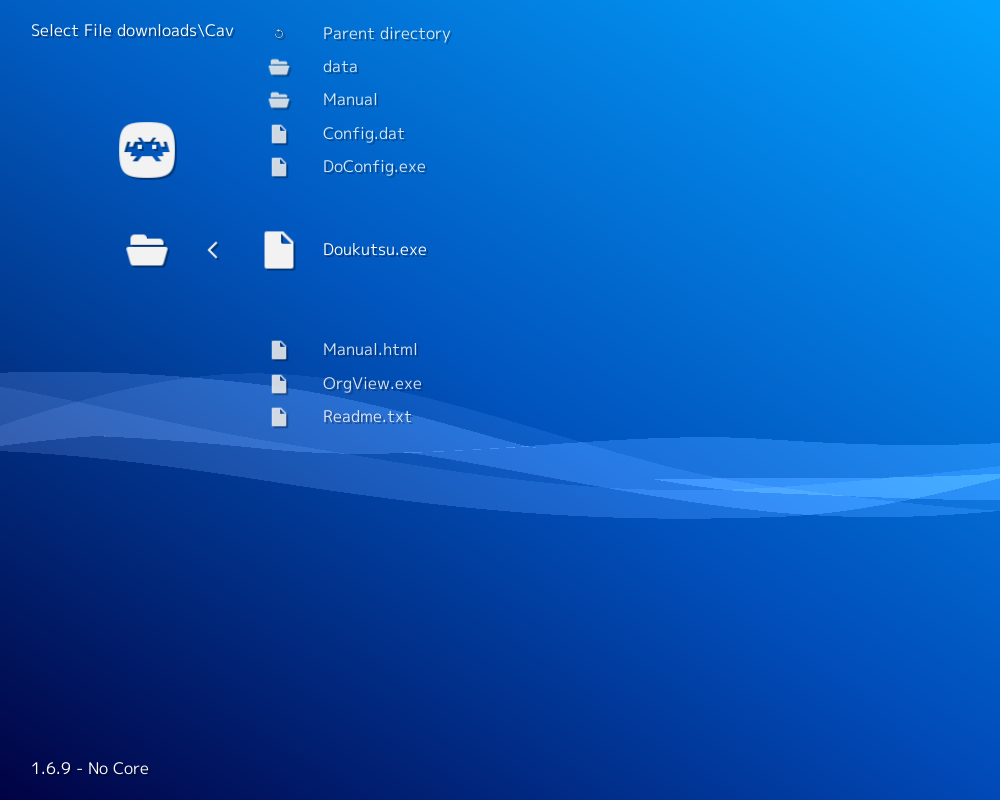 Select File downloads\Cav
Parent directory
data
Manual
Config.dat
DoConfig.exe
Doukutsu.exe
Manual.html
OrgView.exe
Readme.txt
1.6.9 - No Core